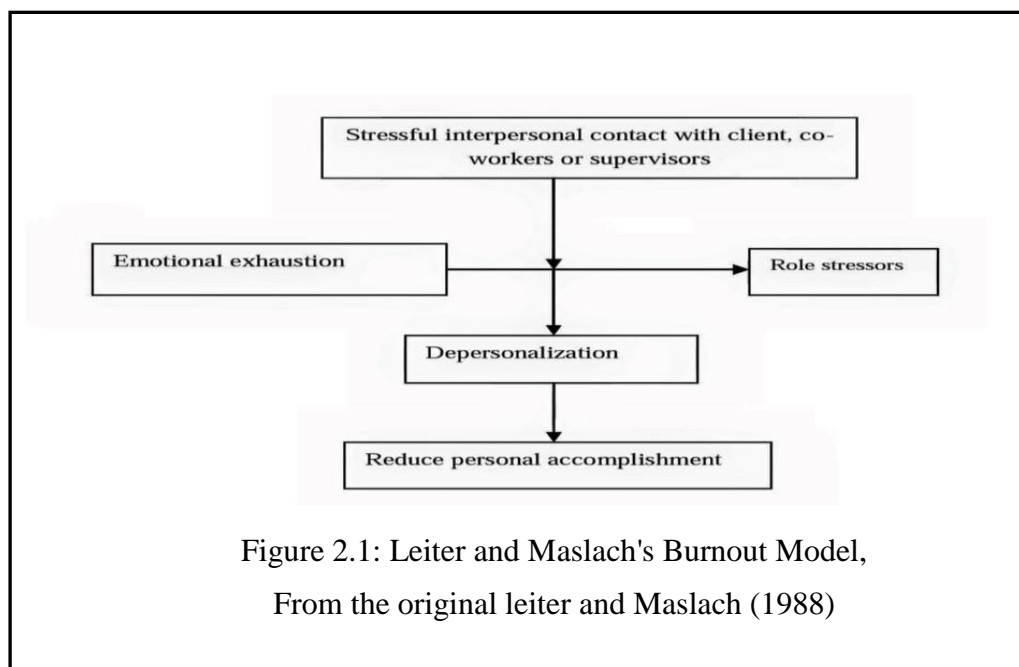 Stressful interpersonal contact with client, co-
workers or supervisors
Emotional exhaustion
Role stressors
Depersonalization
Reduce personal accomplishment
Figure 2.1: Leiter and Maslach's Burnout Model,
From the original leiter and Maslach (1988)